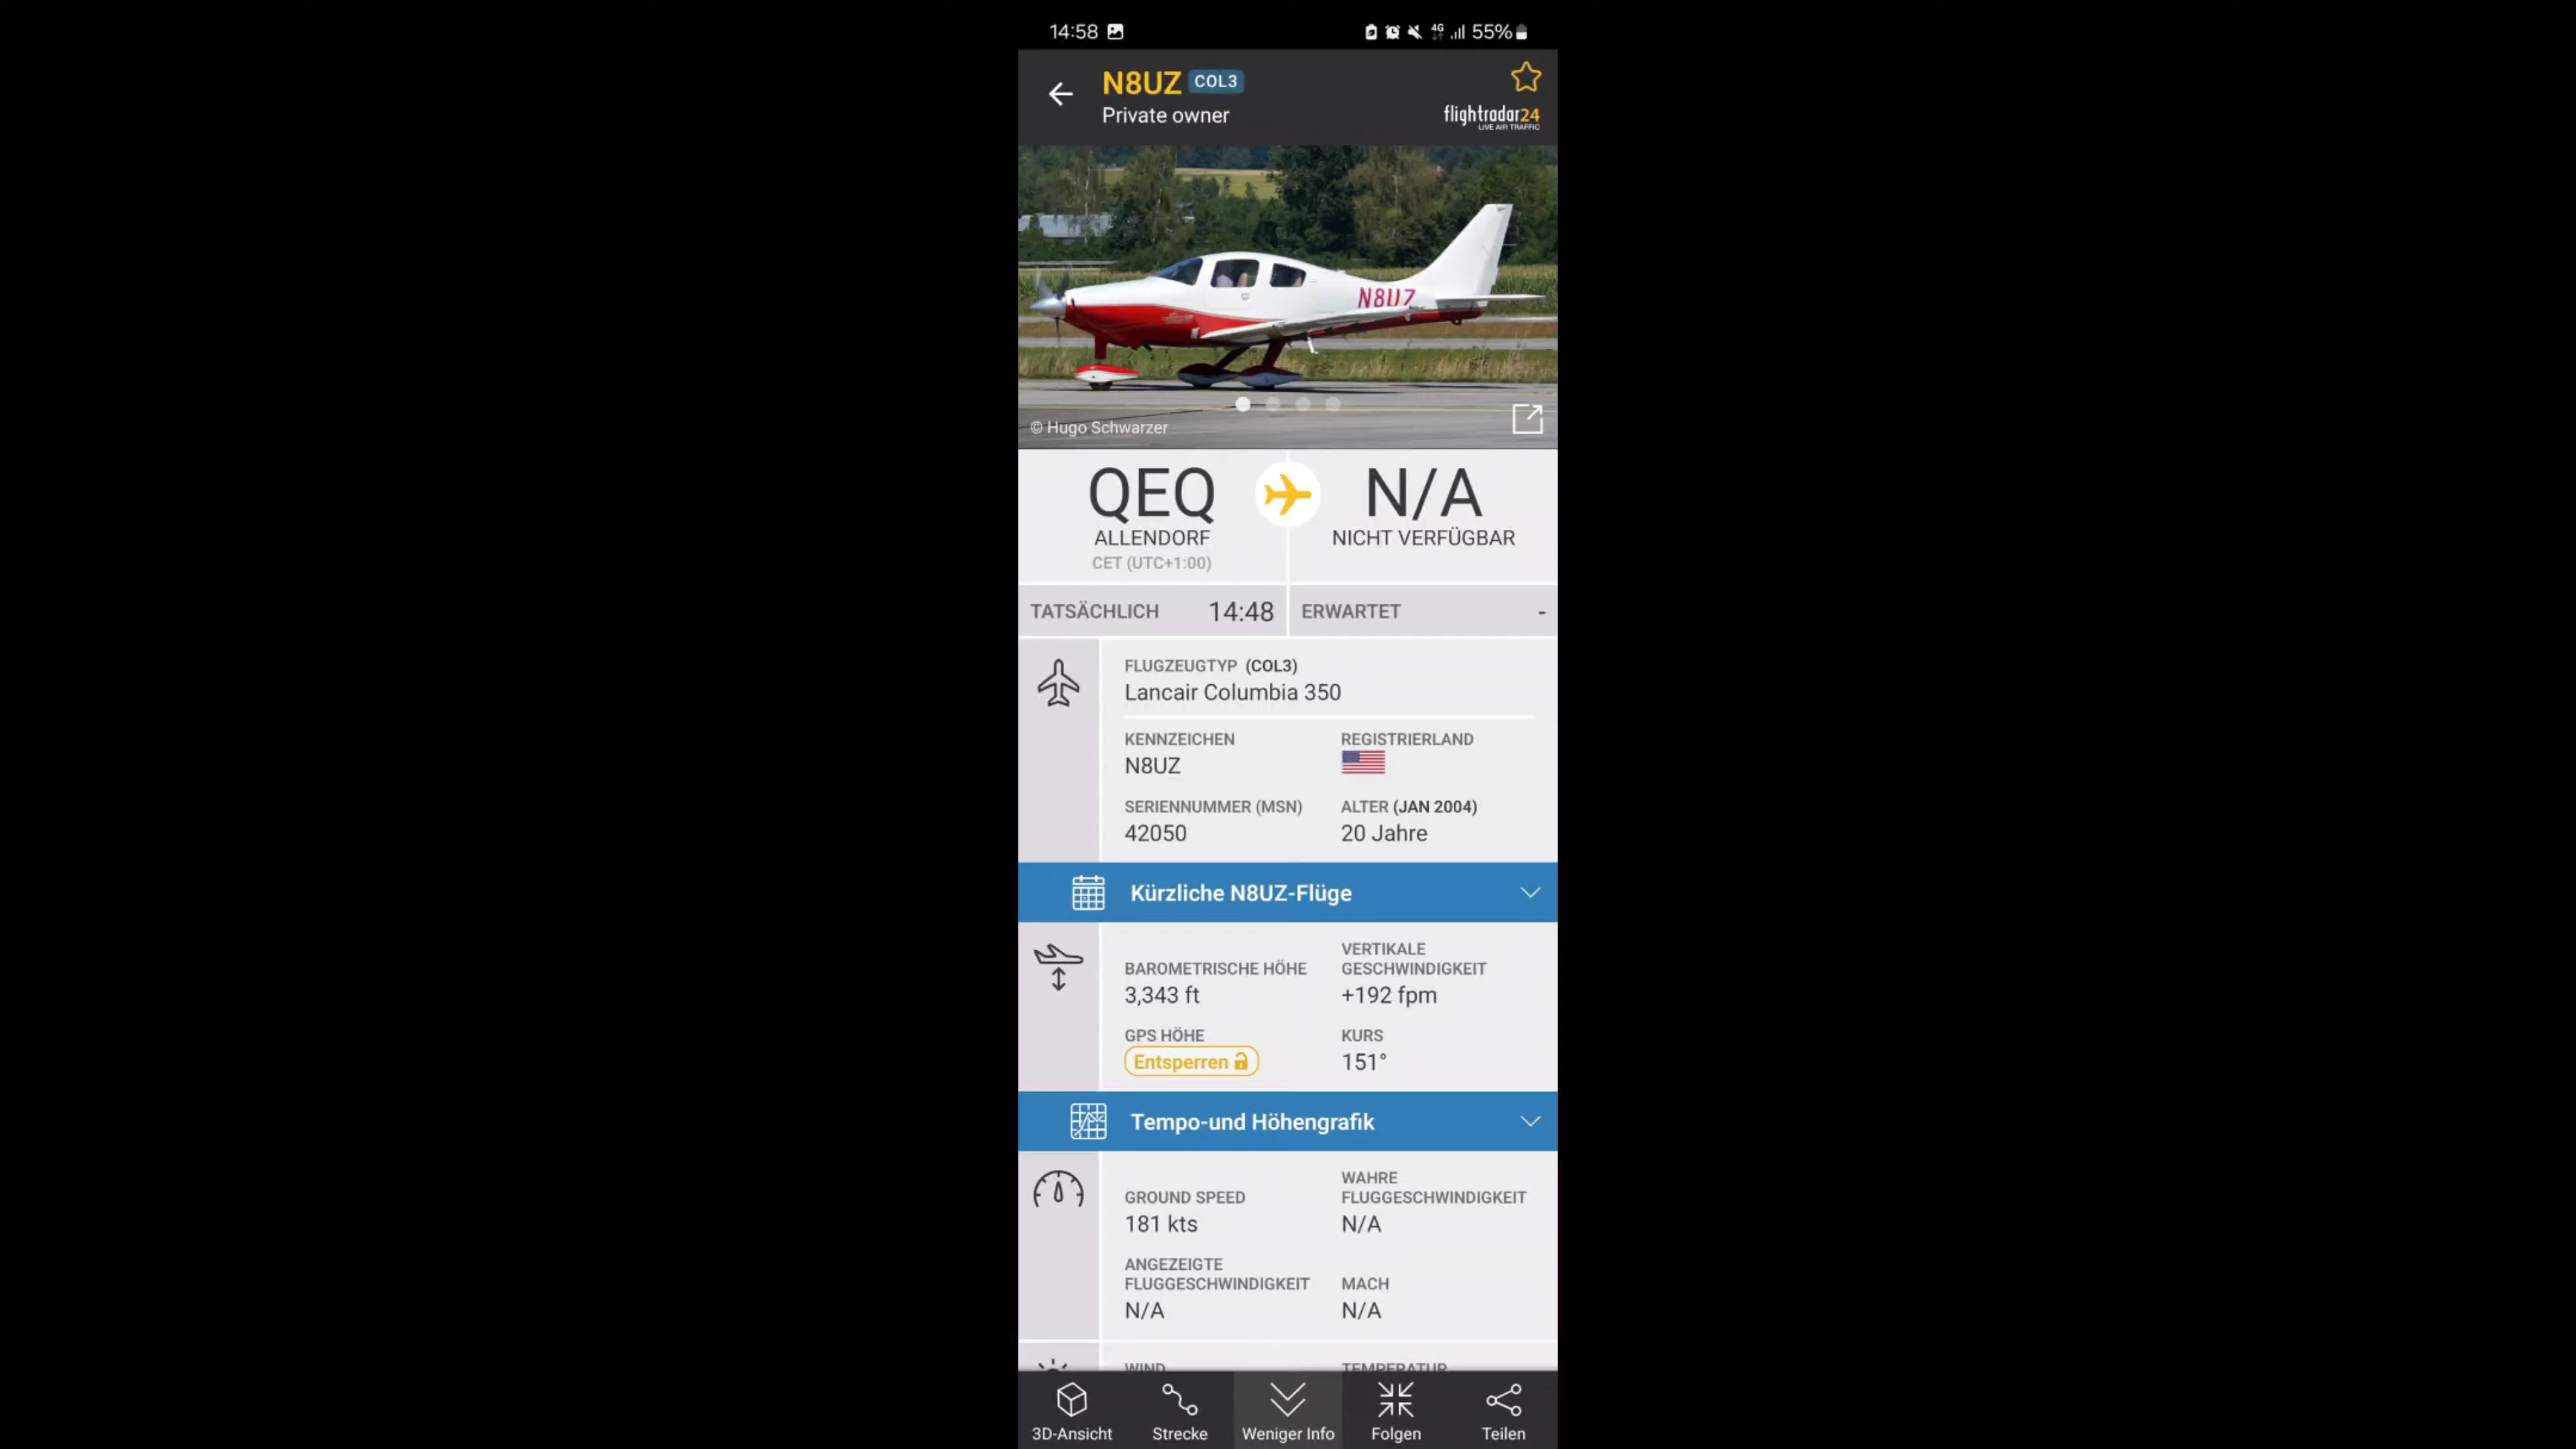 14:58
4G 55%
N8UZ COL3
Private owner
flightradar24
LIVE AIR TRAFFIC
N8UZ
© Hugo Schwarzer
QEQ N/A
ALLENDORF NICHT VERFÜGBAR
CET (UTC+1:00)
TATSÄCHLICH 14:48 ERWARTET -
FLUGZEUGTYP (COL3)
Lancair Columbia 350
KENNZEICHEN REGISTRIERLAND
N8UZ
SERIENNUMMER (MSN) ALTER (JAN 2004)
42050 20 Jahre
Kürzliche N8UZ-Flüge
VERTIKALE
BAROMETRISCHE HÖHE GESCHWINDIGKEIT
3,343 ft +192 fpm
GPS HÖHE KURS
Entsperren 151°
Tempo-und Höhengrafik
WAHRE
GROUND SPEED FLUGGESCHWINDIGKEIT
181 kts N/A
ANGEZEIGTE
FLUGGESCHWINDIGKEIT MACH
N/A N/A
WIND TEMPERATUR
3D-Ansicht Strecke Weniger Info Folgen Teilen